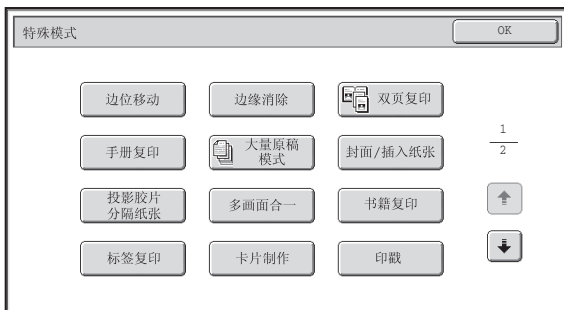 特殊模式 OK
边位移动 边缘消除 双页复印
手册复印 大量原稿
模式 封面/插入纸张
1
2
投影胶片
分隔纸张 多画面合一 书籍复印
标签复印 卡片制作 印戳